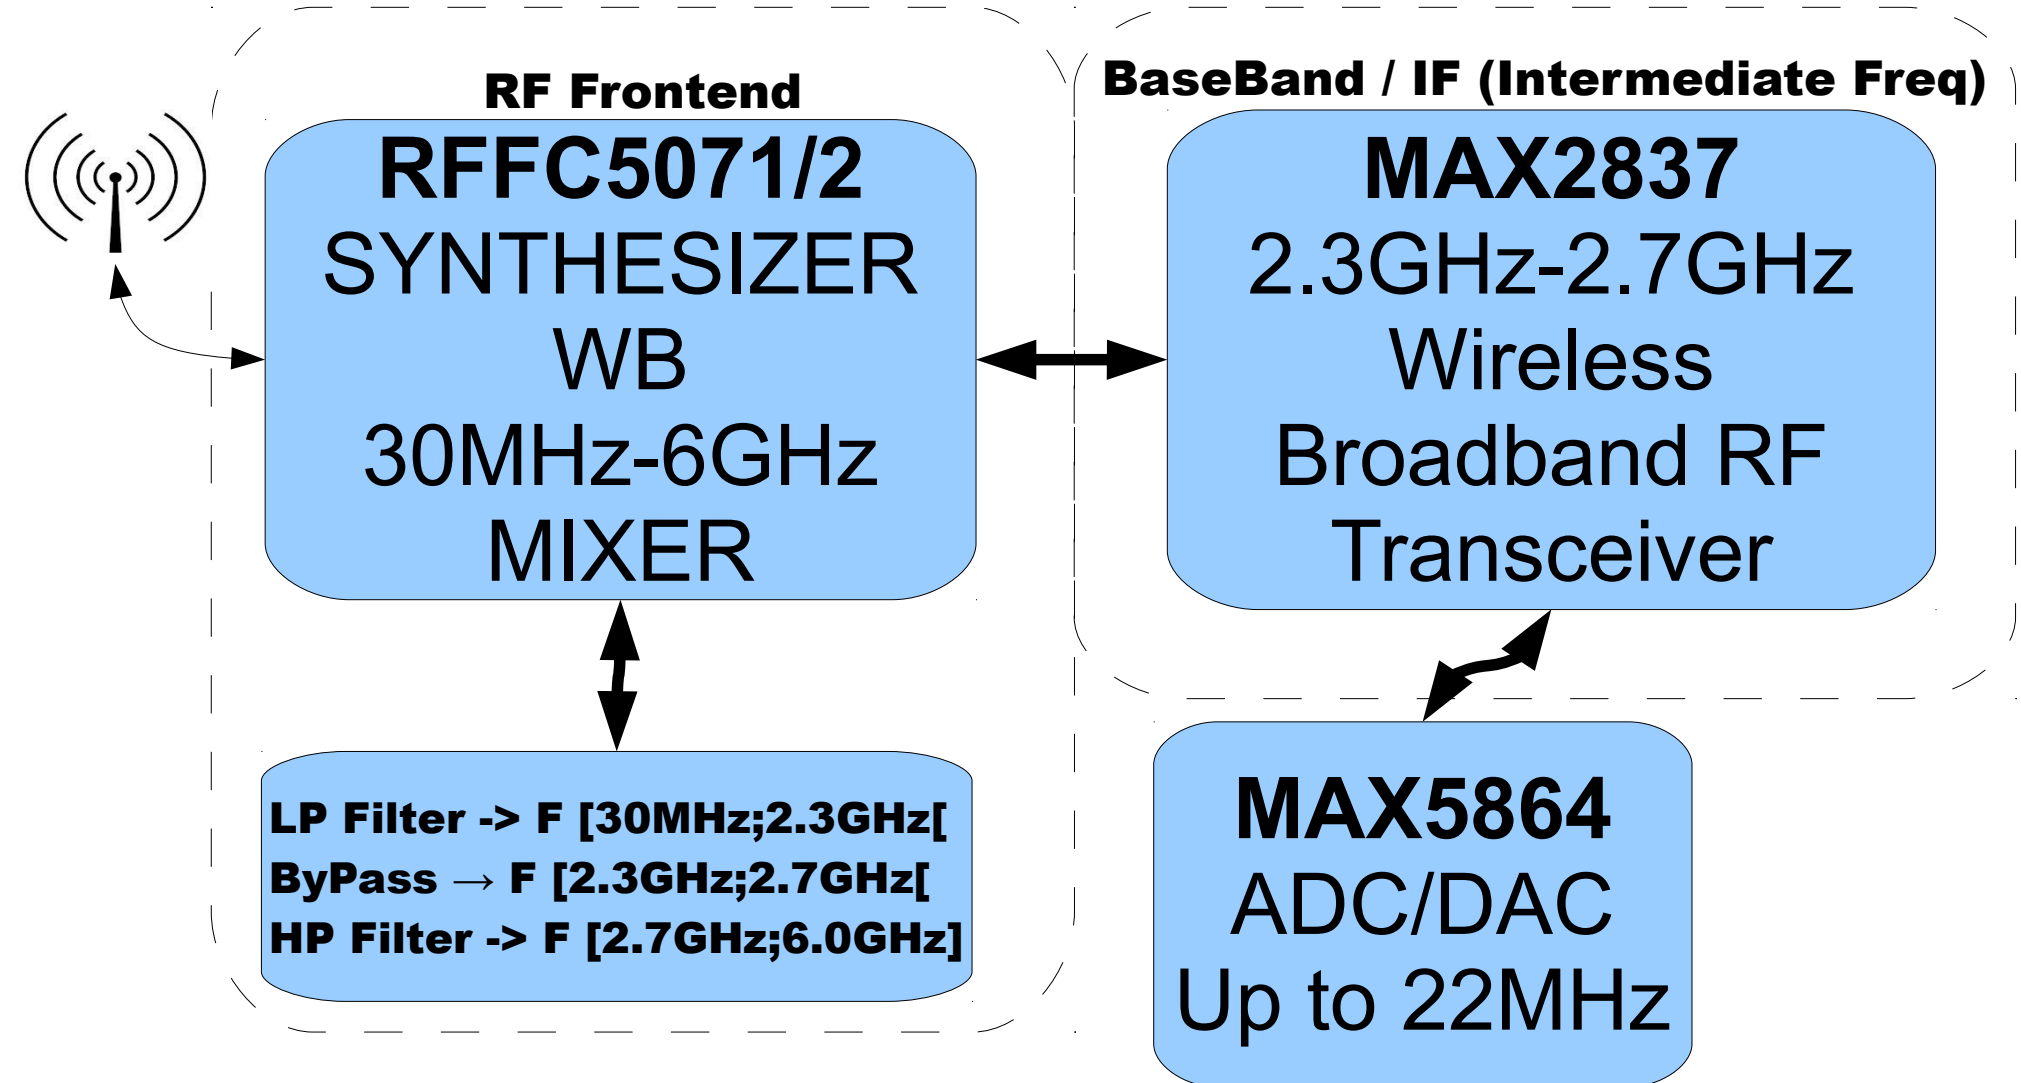 RF Frontend
RFFC5071/2
SYNTHESIZER
WB
30MHz-6GHz
MIXER
LP Filter -> F [30MHz;2.3GHz[
ByPass → F [2.3GHz;2.7GHz[
HP Filter -> F [2.7GHz;6.0GHz]
BaseBand / IF (Intermediate Freq)
MAX2837
2.3GHz-2.7GHz
Wireless
Broadband RF
Transceiver
MAX5864
ADC/DAC
Up to 22MHz